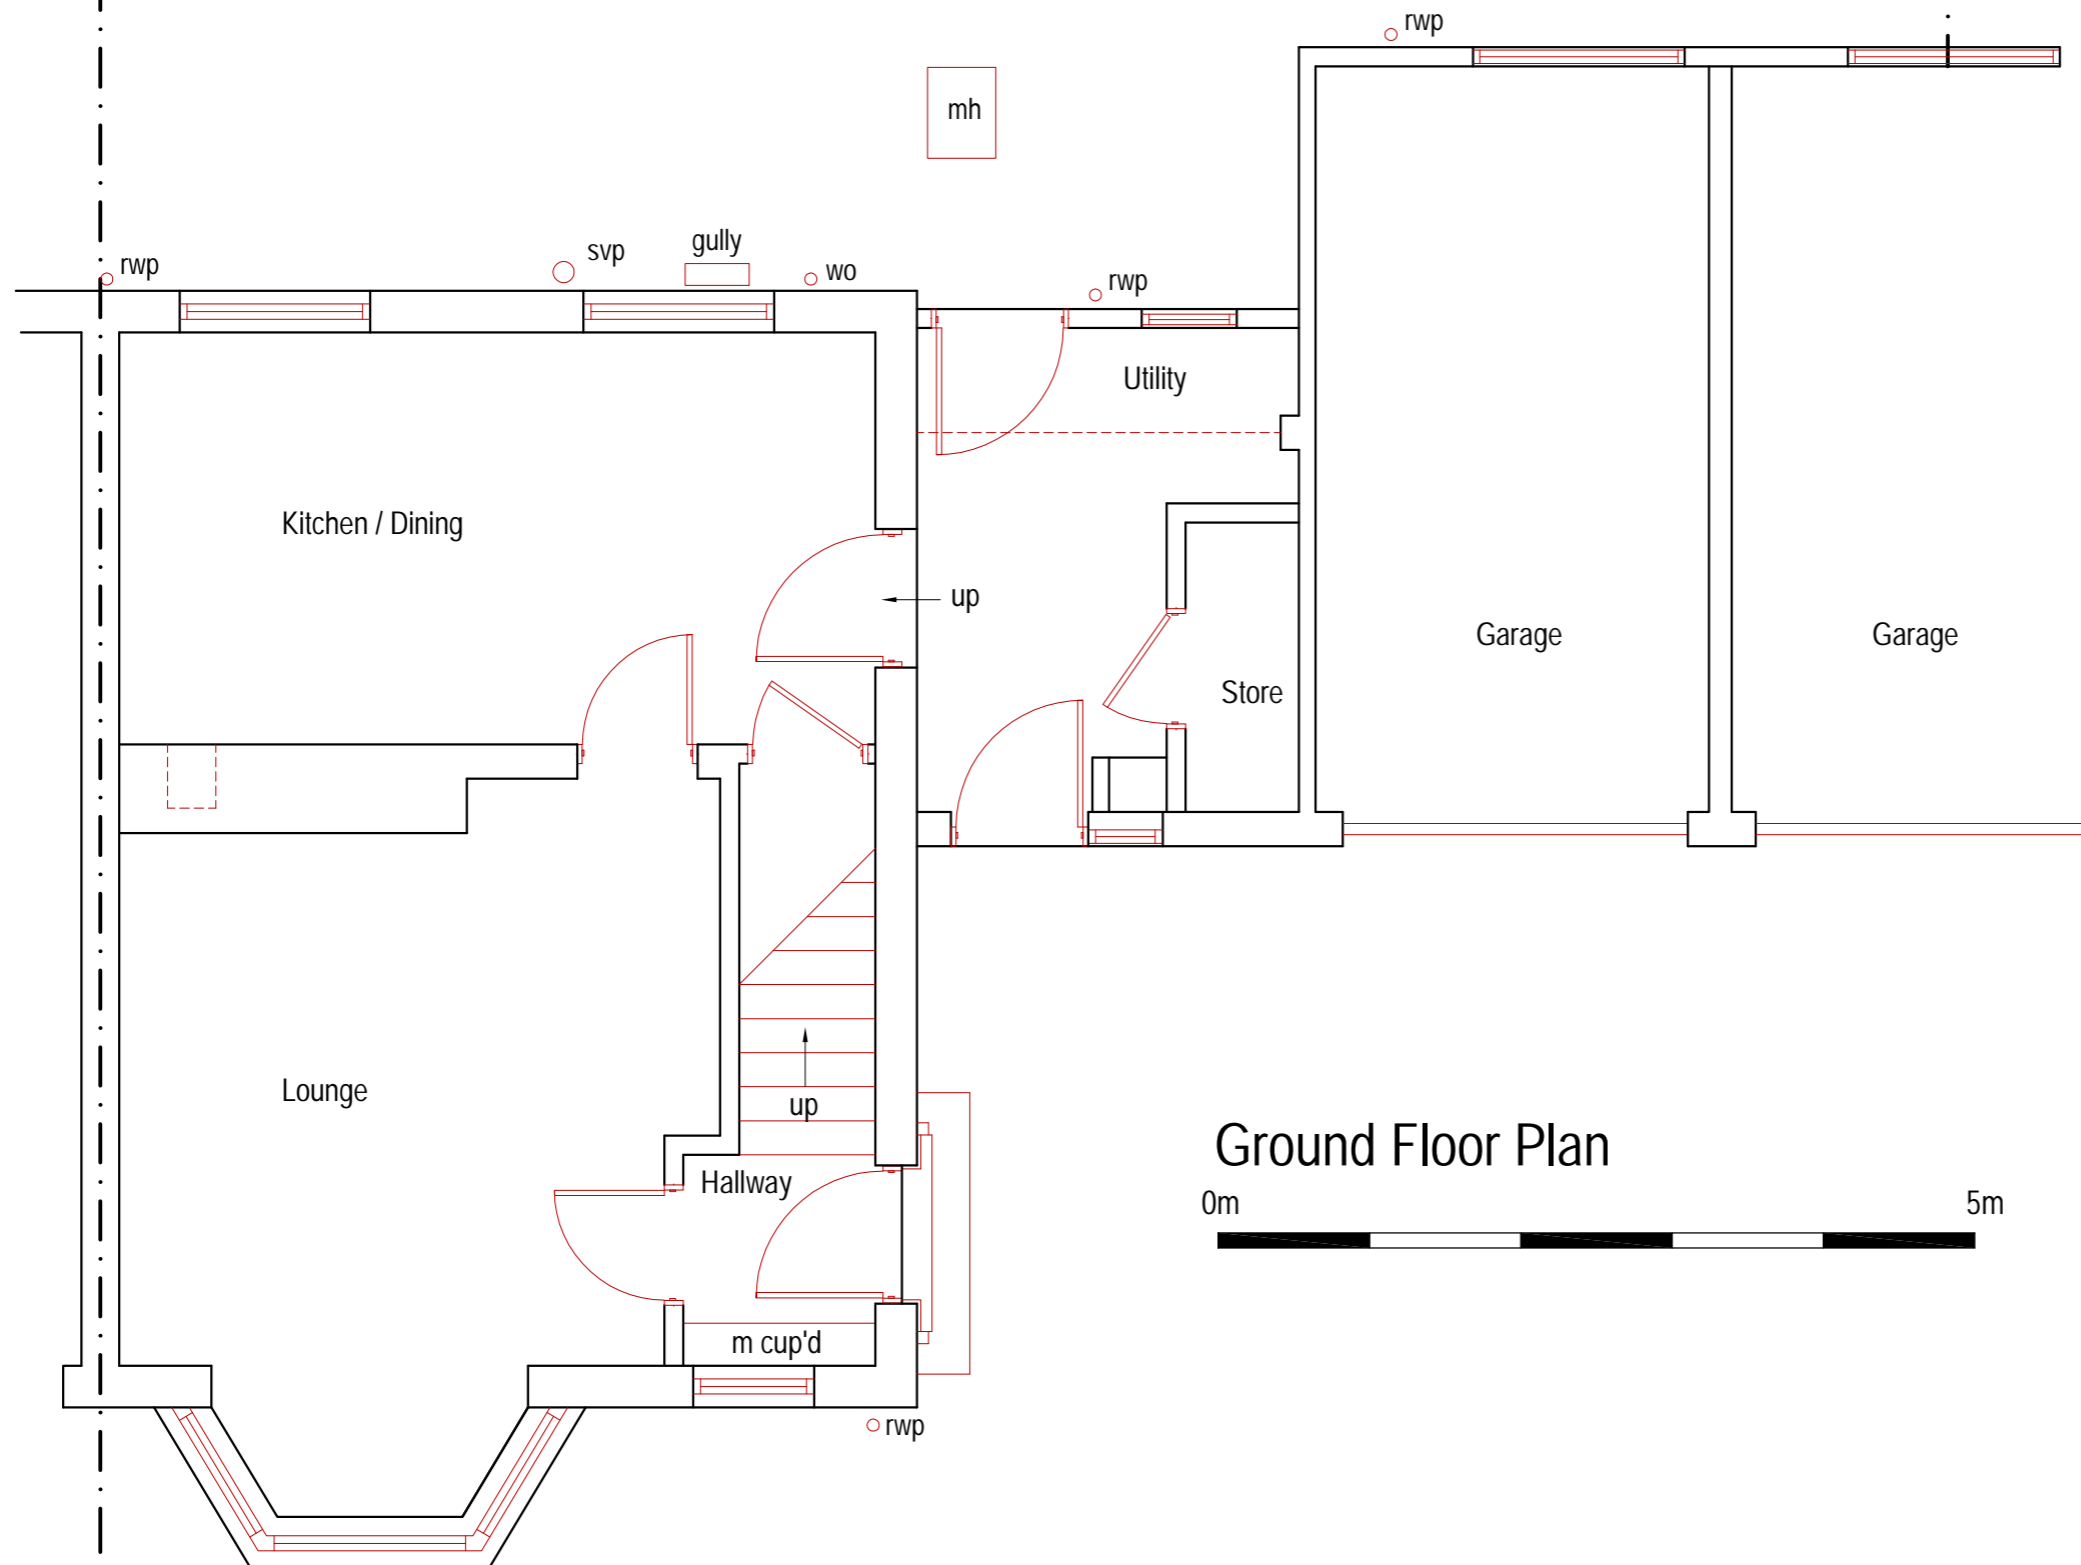 rwp
mh
rwp
svp
gully
wo
rwp
Utility
Kitchen / Dining
up
Garage
Garage
Store
Lounge
up
Ground Floor Plan
Hallway
0m 5m
m cup'd
rwp